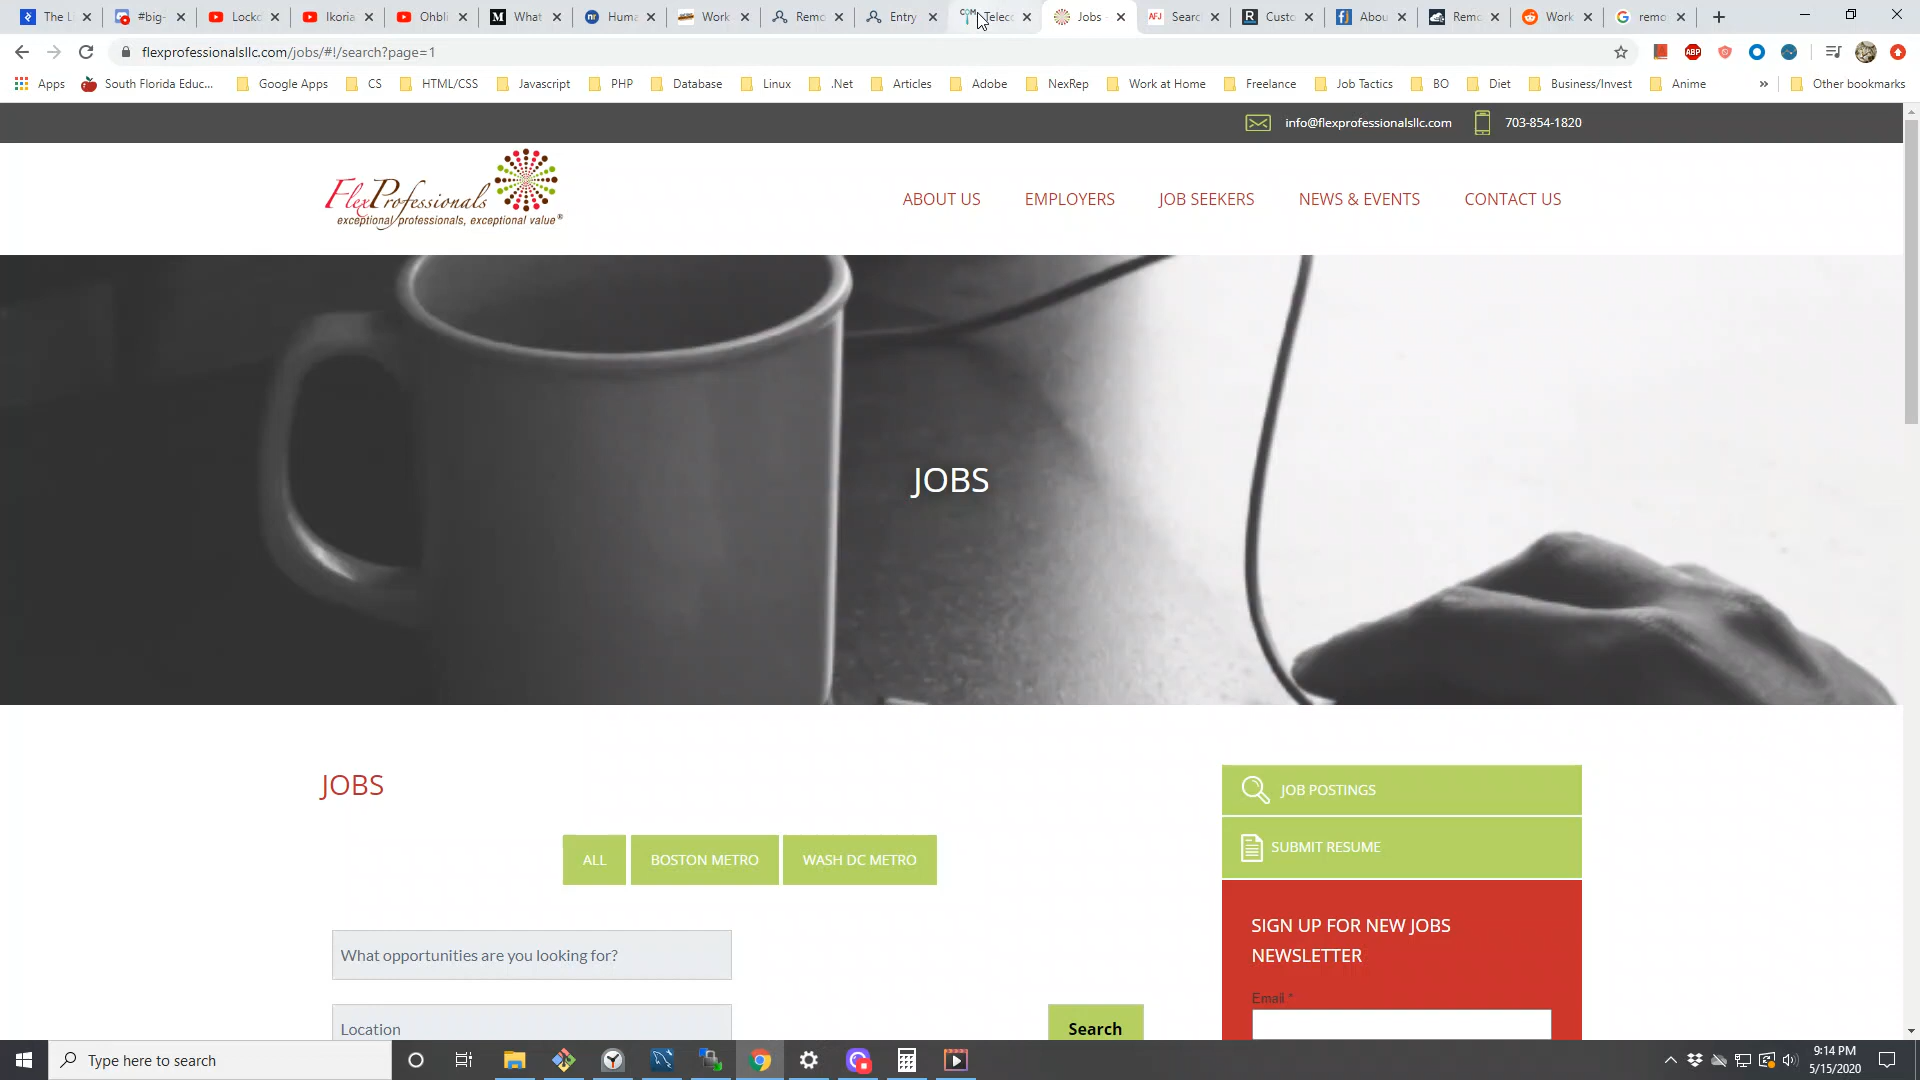 The L
#big-
Lockd
Ikoria
Ohbli
What
Huma
Work
Remo
Entry
Teleco
Jobs
Searc
Custo
Abou
Remo
Work
remo
flexprofessionalsllc.com/jobs/#!/search?page=1
Apps
South Florida Educ...
Google Apps
CS
HTML/CSS
Javascript
PHP
Database
Linux
.Net
Articles
Adobe
NexRep
Work at Home
Freelance
Job Tactics
BO
Diet
Business/Invest
Anime
»
Other bookmarks
info@flexprofessionalsllc.com
703-854-1820
FlexProfessionals
exceptional professionals, exceptional value®
ABOUT US
EMPLOYERS
JOB SEEKERS
NEWS & EVENTS
CONTACT US
JOBS
JOBS
ALL
BOSTON METRO
WASH DC METRO
What opportunities are you looking for?
Location
Search
JOB POSTINGS
SUBMIT RESUME
SIGN UP FOR NEW JOBS
NEWSLETTER
Email *
Type here to search
9:14 PM
5/15/2020